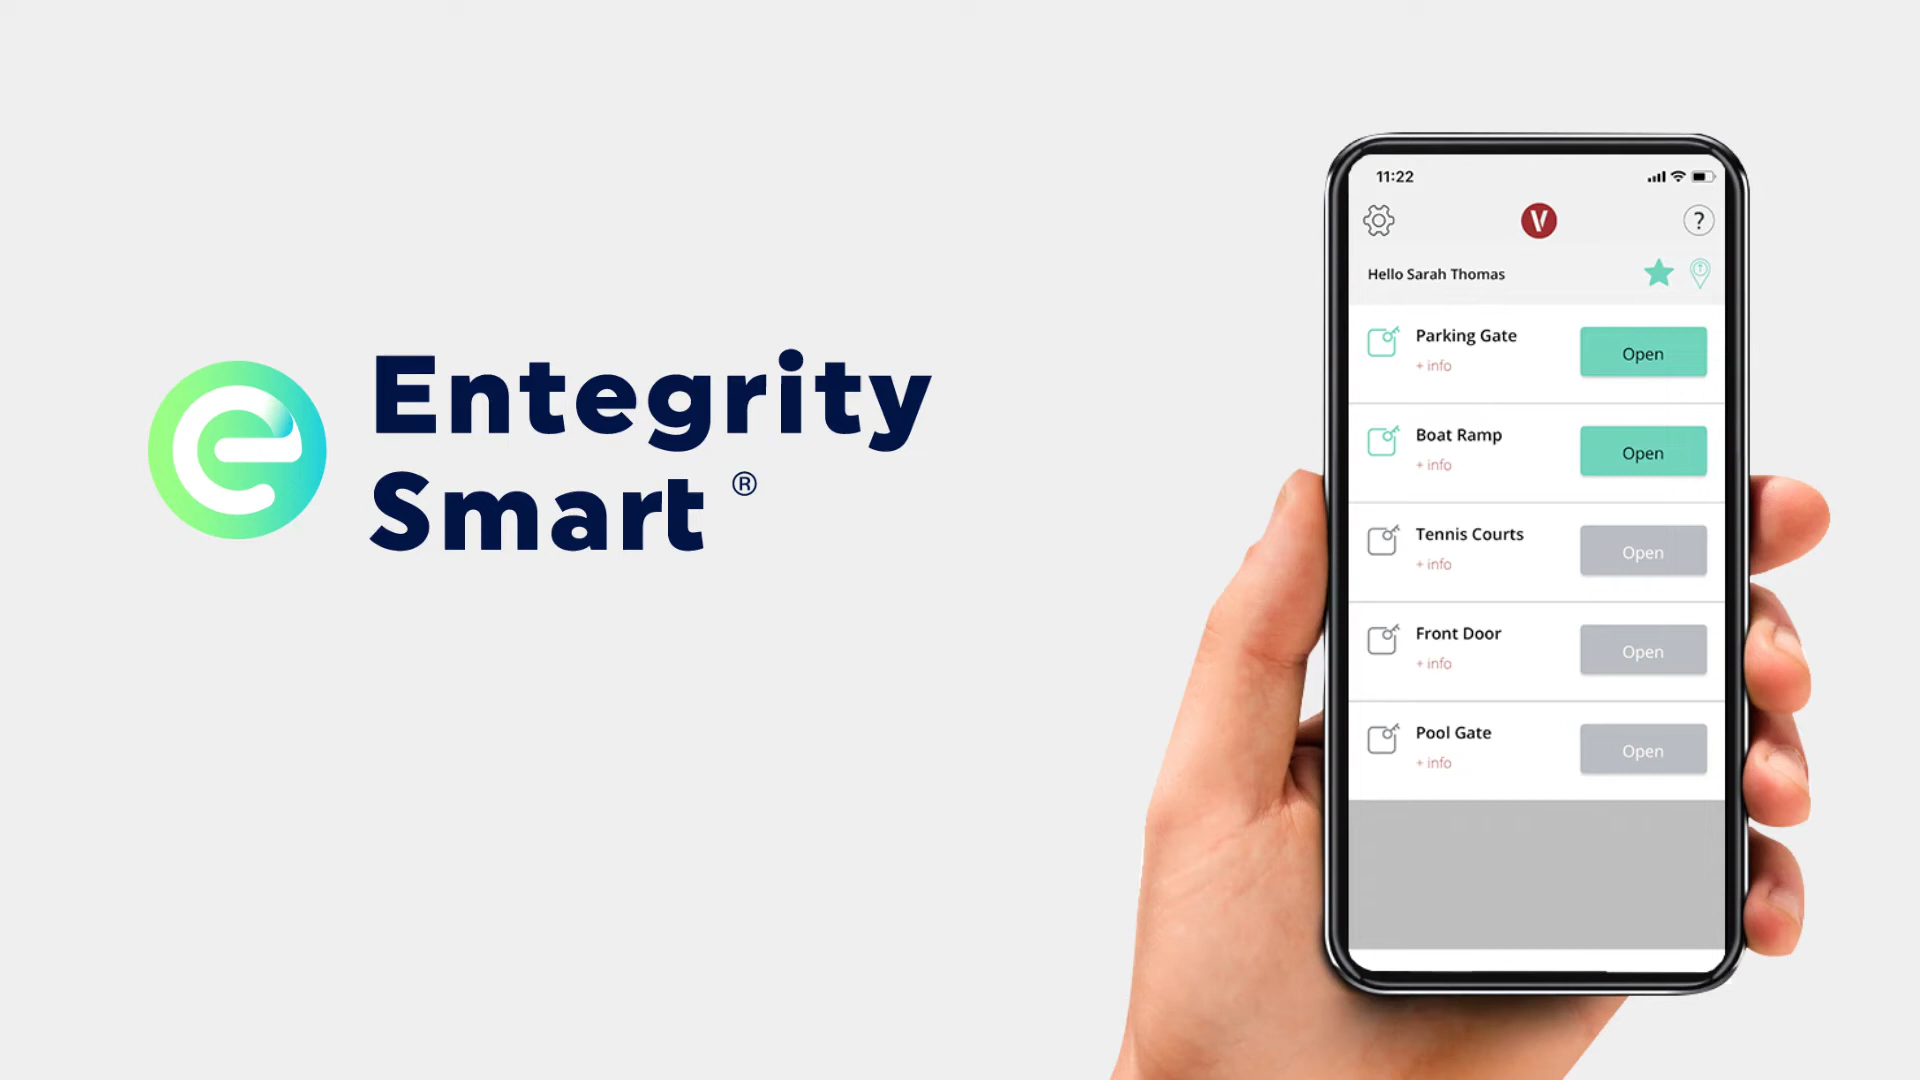 Entegrity
Smart ®
11:22
V
?
Hello Sarah Thomas
Parking Gate
+ info
Open
Boat Ramp
+ info
Open
Tennis Courts
+ info
Open
Front Door
+ info
Open
Pool Gate
+ info
Open